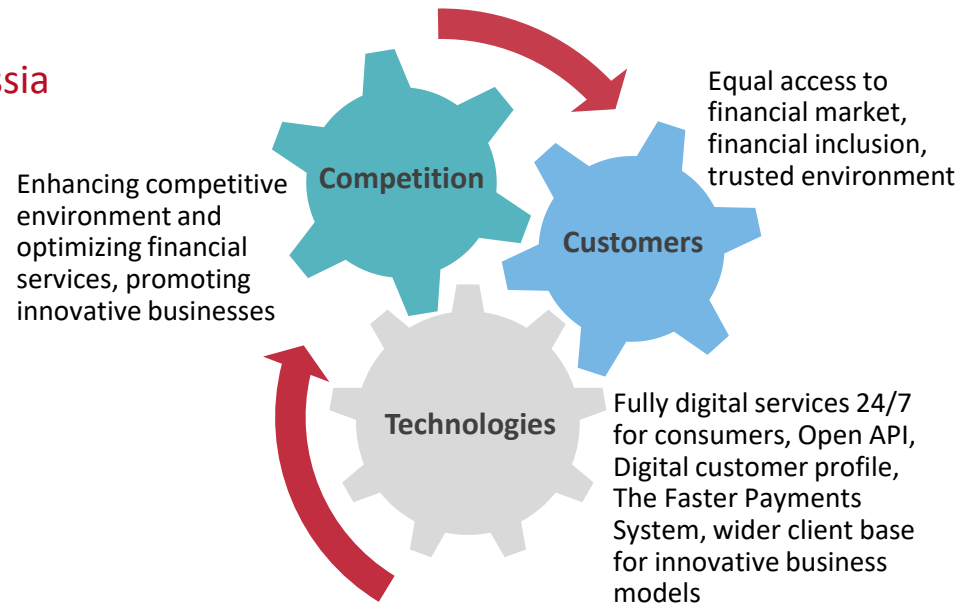 Equal access to
financial market,
financial inclusion,
trusted environment
Competition
Enhancing competitive
environment and
optimizing financial
services, promoting
innovative businesses
Customers
Technologies
Fully digital services 24/7
for consumers, Open API,
Digital customer profile,
The Faster Payments
System, wider client base
for innovative business
models